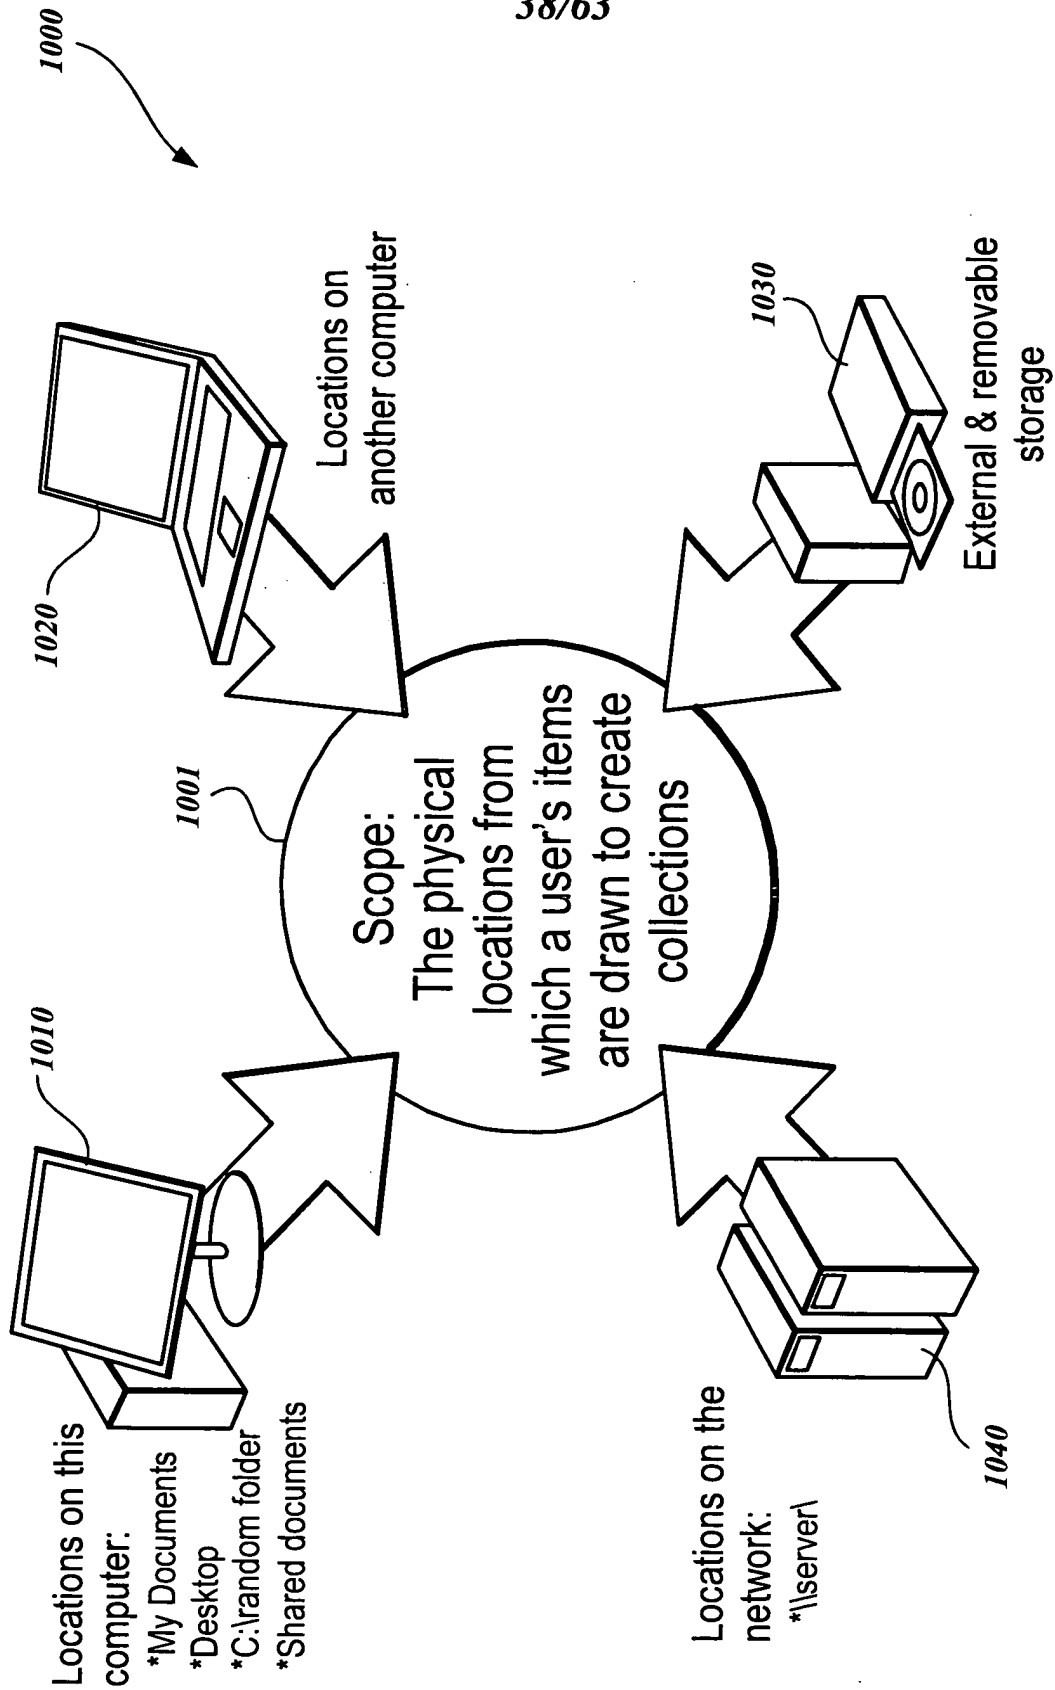 38/63
1000
1010
1020
1001
Locations on this
computer:
*My Documents
*Desktop
*C:\random folder
*Shared documents
Locations on
another computer
Scope:
The physical
locations from
which a user's items
are drawn to create
collections
1030
Locations on the
network:
*\\server\
1040
External & removable
storage